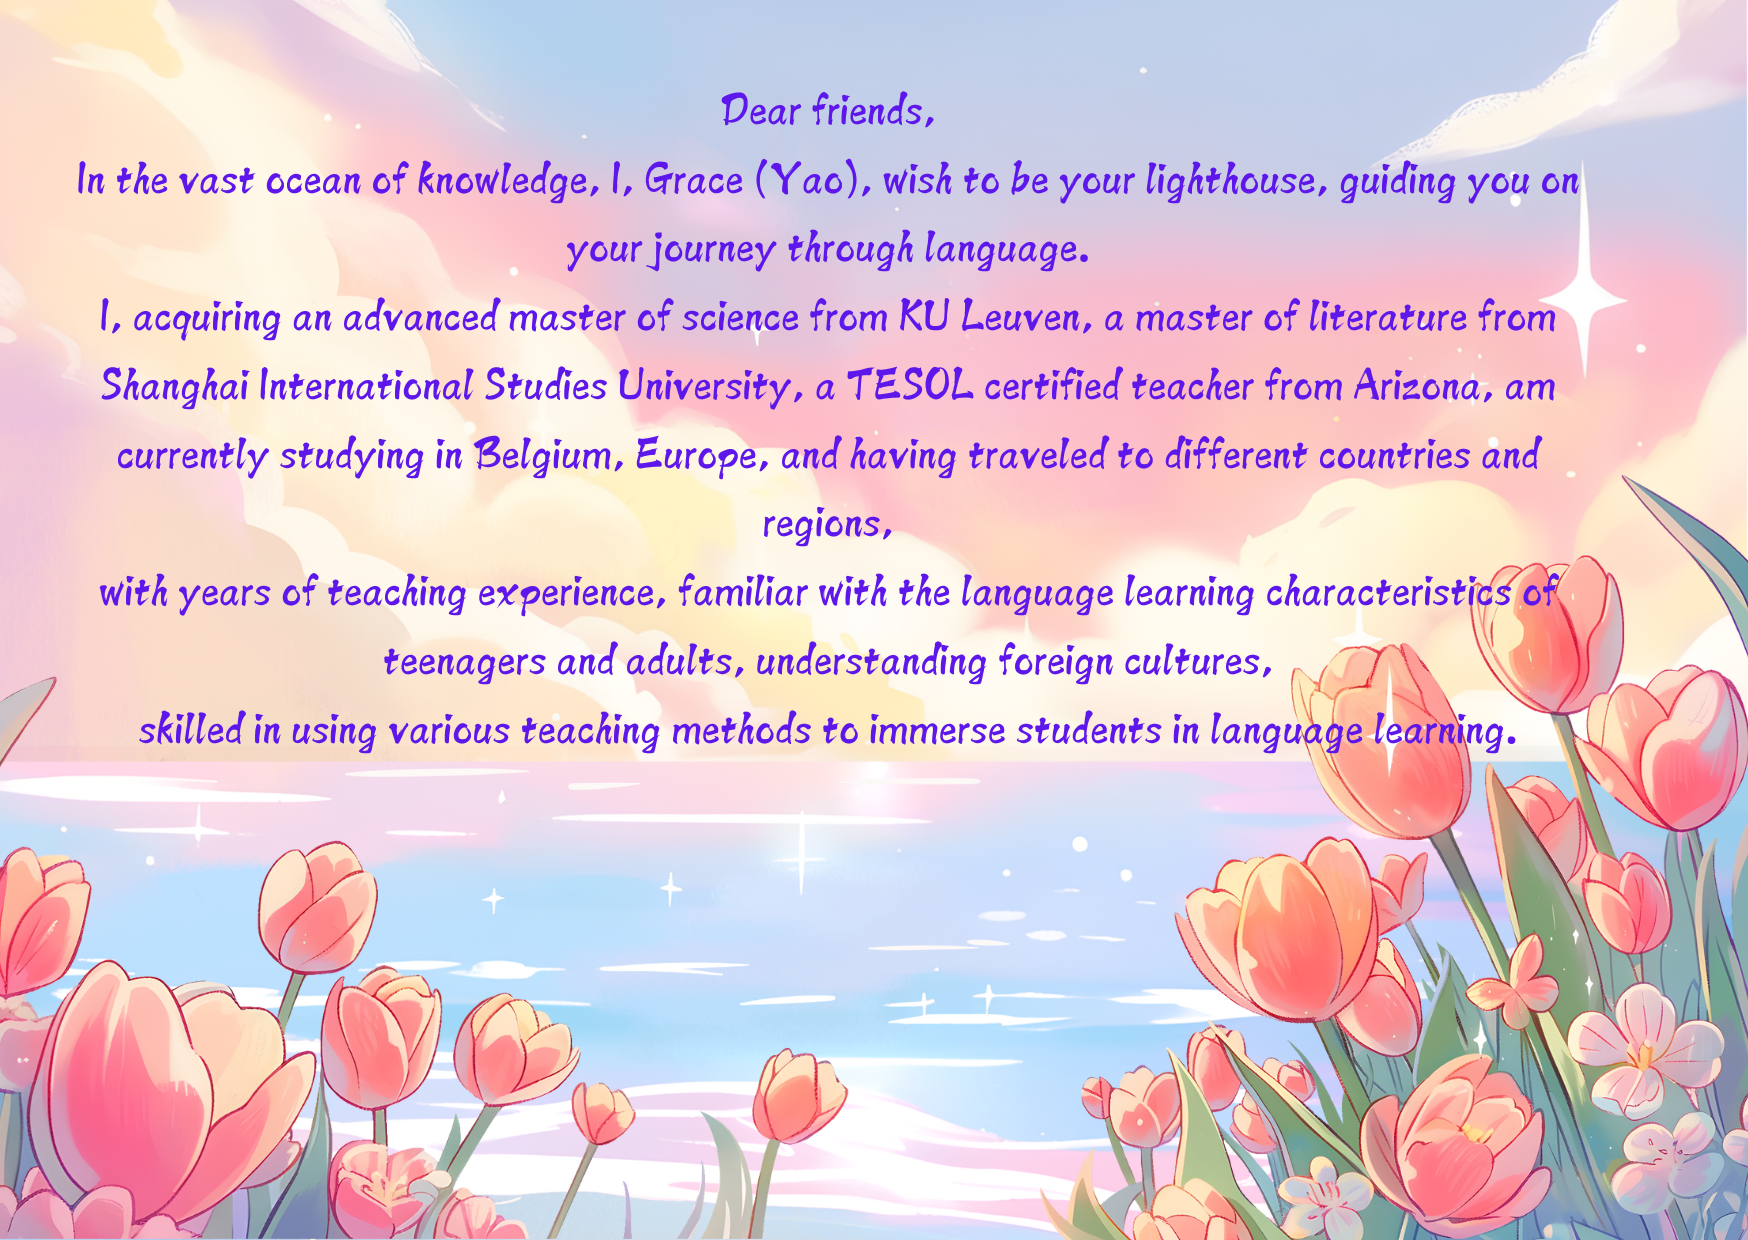 Dear friends,
In the vast ocean of knowledge, I, Grace (Yao), wish to be your lighthouse, guiding you on
your journey through language.
I, acquiring an advanced master of science from KU Leuven, a master of literature from
Shanghai International Studies University, a TESOL certified teacher from Arizona, am
currently studying in Belgium, Europe, and having traveled to different countries and
regions,
with years of teaching experience, familiar with the language learning characteristics of
teenagers and adults, understanding foreign cultures,
skilled in using various teaching methods to immerse students in language learning.